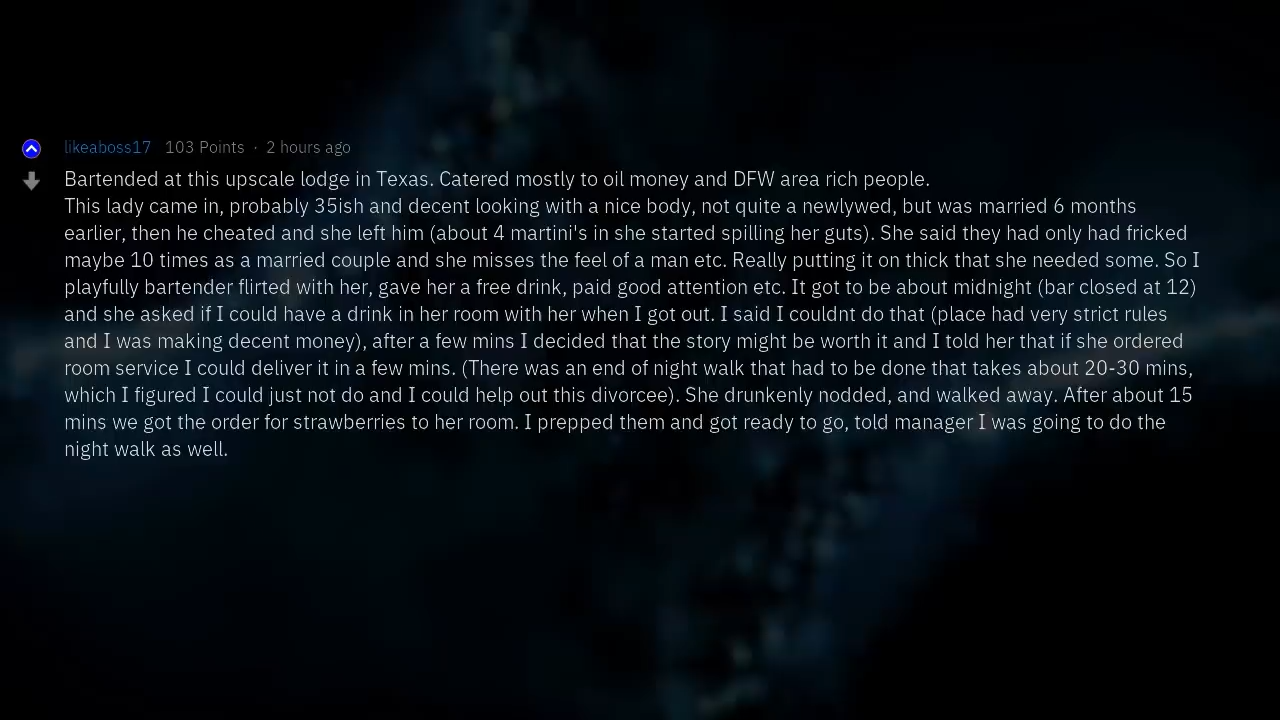 likeaboss17 103 Points · 2 hours ago
Bartended at this upscale lodge in Texas. Catered mostly to oil money and DFW area rich people.
This lady came in, probably 35ish and decent looking with a nice body, not quite a newlywed, but was married 6 months
earlier, then he cheated and she left him (about 4 martini's in she started spilling her guts). She said they had only had fricked
maybe 10 times as a married couple and she misses the feel of a man etc. Really putting it on thick that she needed some. So I
playfully bartender flirted with her, gave her a free drink, paid good attention etc. It got to be about midnight (bar closed at 12)
and she asked if I could have a drink in her room with her when I got out. I said I couldnt do that (place had very strict rules
and I was making decent money), after a few mins I decided that the story might be worth it and I told her that if she ordered
room service I could deliver it in a few mins. (There was an end of night walk that had to be done that takes about 20-30 mins,
which I figured I could just not do and I could help out this divorcee). She drunkenly nodded, and walked away. After about 15
mins we got the order for strawberries to her room. I prepped them and got ready to go, told manager I was going to do the
night walk as well.